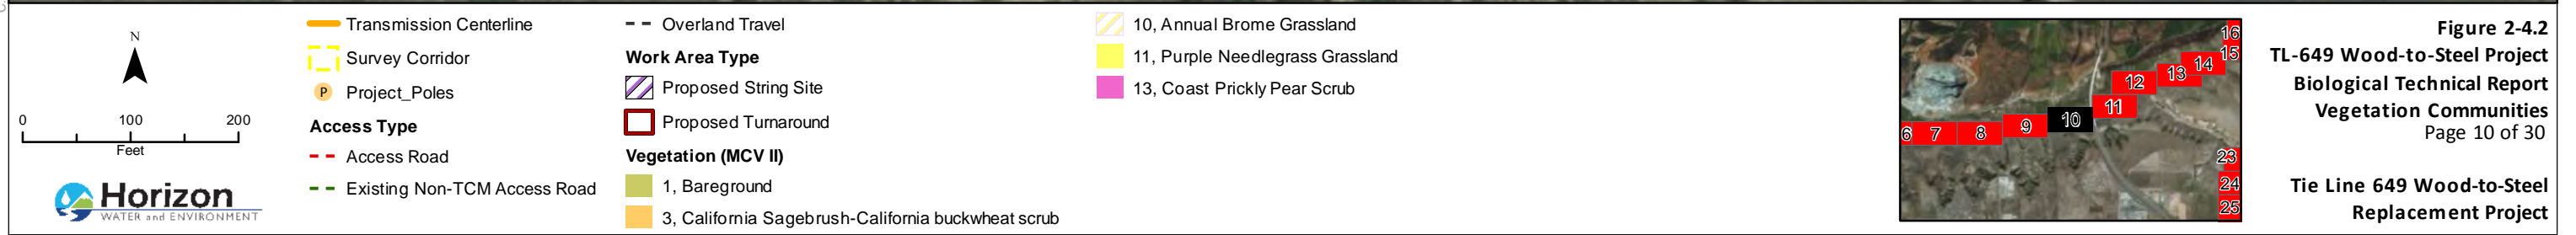 N
0 100 200
Feet
Horizon
WATER and ENVIRONMENT
Transmission Centerline
Survey Corridor
P Project_Poles
Access Type
Access Road
Existing Non-TCM Access Road
Overland Travel
Work Area Type
Proposed String Site
Proposed Turnaround
Vegetation (MCV II)
1, Bareground
3, California Sagebrush-California buckwheat scrub
10, Annual Brome Grassland
11, Purple Needlegrass Grassland
13, Coast Prickly Pear Scrub
16
15
14
13
12
11
10
9
8
7
6
23
24
25
Figure 2-4.2
TL-649 Wood-to-Steel Project
Biological Technical Report
Vegetation Communities
Page 10 of 30
Tie Line 649 Wood-to-Steel
Replacement Project